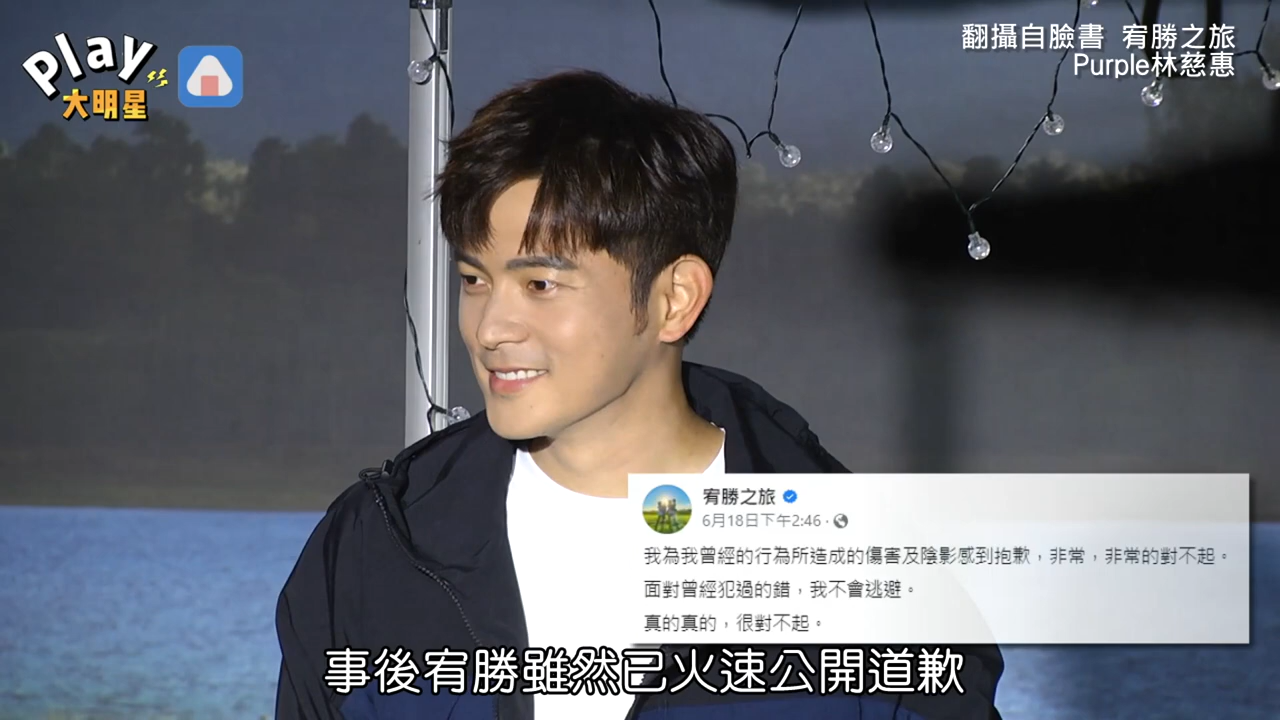 Play
大明星
翻攝自臉書 宥勝之旅
Purple林慈惠
宥勝之旅
6月18日下午2:46
我為我曾經的行為所造成的傷害及陰影感到抱歉，非常，非常的對不起。
面對曾經犯過的錯，我不會逃避。
真的真的，很對不起。
事後宥勝雖然已火速公開道歉